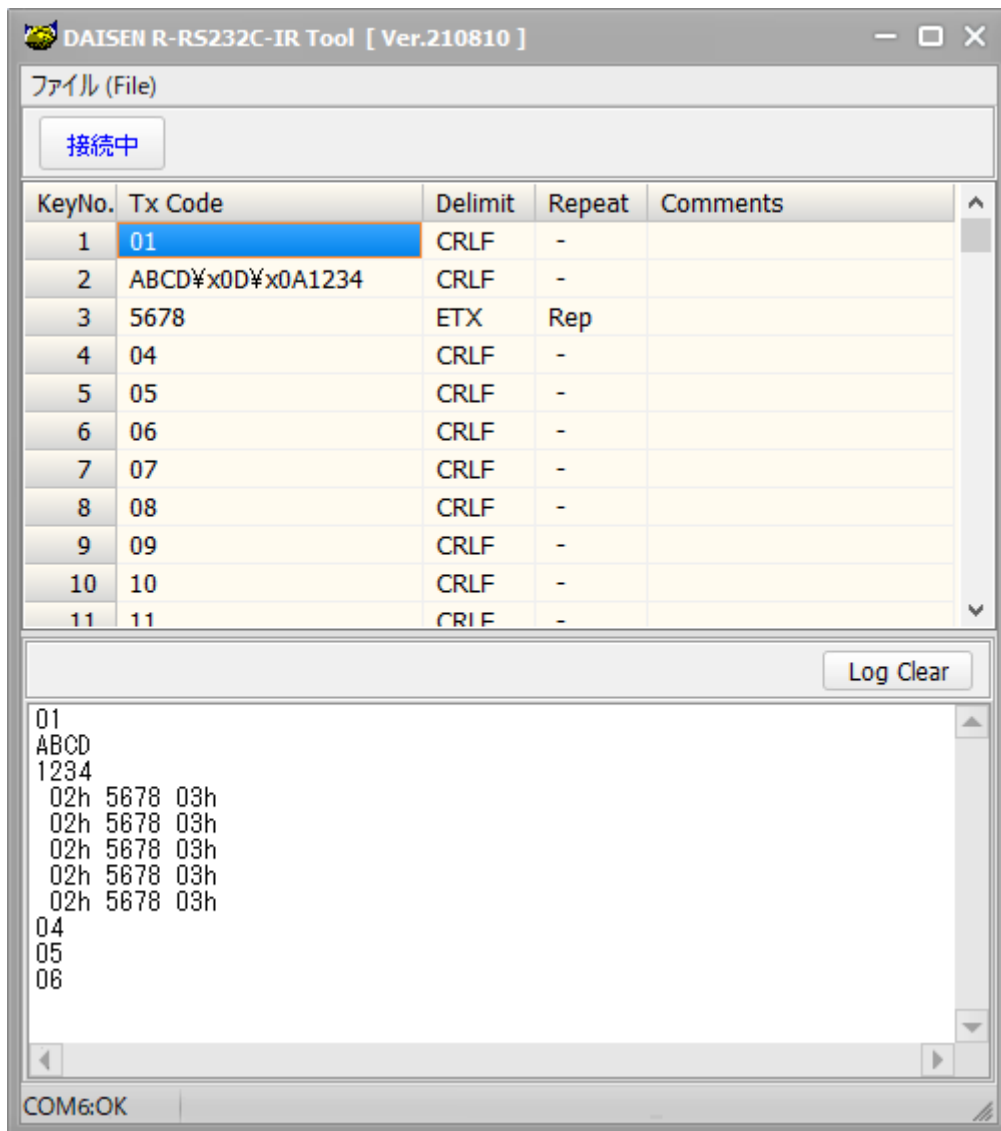 DAISEN R-RS232C-IR Tool [ Ver.210810 ]
ファイル (File)
接続中
KeyNo. Tx Code Delimit Repeat Comments
1 01 CRLF -
2 ABCD¥x0D¥x0A1234 CRLF -
3 5678 ETX Rep
4 04 CRLF -
5 05 CRLF -
6 06 CRLF -
7 07 CRLF -
8 08 CRLF -
9 09 CRLF -
10 10 CRLF -
11 11 CRLF -
Log Clear
01
ABCD
1234
02h 5678 03h
02h 5678 03h
02h 5678 03h
02h 5678 03h
02h 5678 03h
04
05
06
COM6:OK